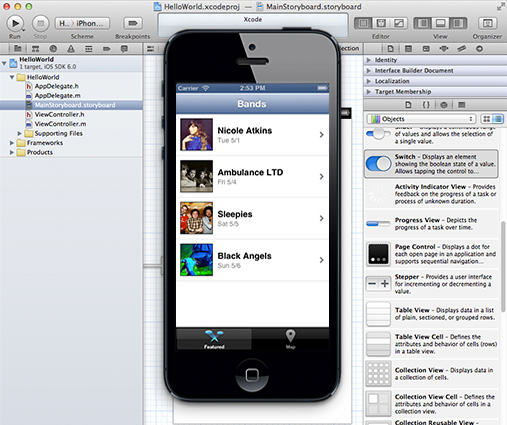 HelloWorld.xcodeproj — MainStoryboard.storyboard
Xcode
H... 〉 iPhon...
Run
Stop
Scheme
Breakpoints
Editor
View
Organizer
HelloWorld
1 target, iOS SDK 6.0
HelloWorld
AppDelegate.h
AppDelegate.m
MainStoryboard.storyboard
ViewController.h
ViewController.m
Supporting Files
Frameworks
Products
Selection
Carrier
2:53 PM
Bands
Nicole Atkins
Tue 5/1
Ambulance LTD
Fri 5/4
Sleepies
Sat 5/5
Black Angels
Sun 5/6
Featured
Map
Identity
Interface Builder Document
Localization
Target Membership
Objects
of values and allows the selection of
a single value.
Switch – Displays an element
showing the boolean state of a value.
Allows tapping the control to...
Activity Indicator View – Provides
feedback on the progress of a task or
process of unknown duration.
Progress View – Depicts the
progress of a task over time.
Page Control – Displays a dot for
each open page in an application and
supports sequential navigation...
Stepper – Provides a user interface
for incrementing or decrementing a
value.
Table View – Displays data in a list
of plain, sectioned, or grouped rows.
Table View Cell – Defines the
attributes and behavior of cells (rows)
in a table view.
Collection View – Displays data in
a collection of cells.
Collection View Cell – Defines the
attributes and behavior of cells in a
collection view.
Collection Reusable View –